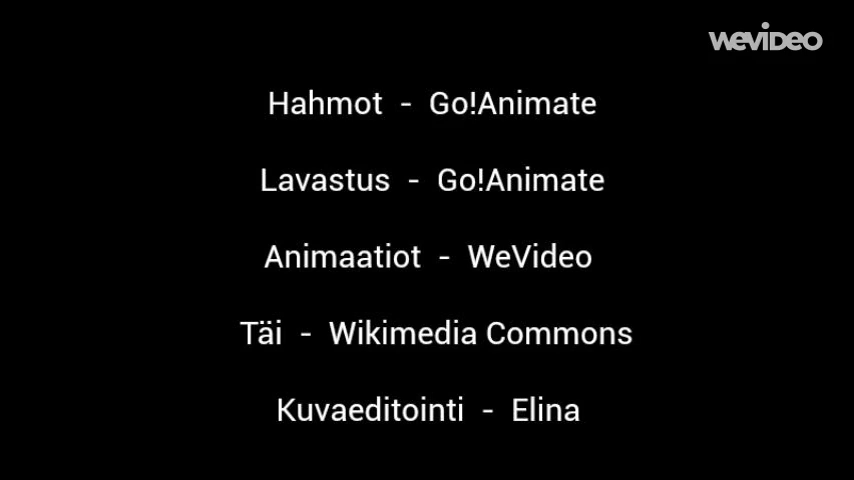 WEVIDEO
Hahmot - Go!Animate
Lavastus - Go!Animate
Animaatiot - WeVideo
Täi - Wikimedia Commons
Kuvaeditointi - Elina